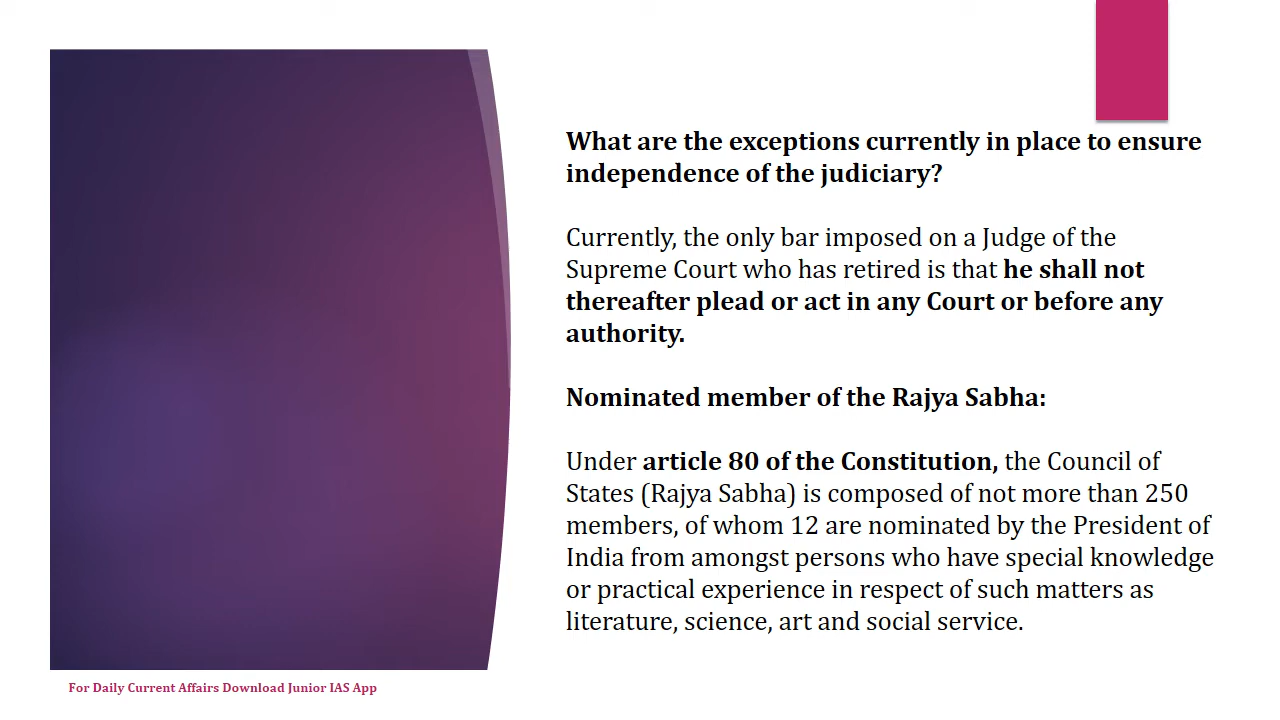 What are the exceptions currently in place to ensure
independence of the judiciary?
Currently, the only bar imposed on a Judge of the
Supreme Court who has retired is that he shall not
thereafter plead or act in any Court or before any
authority.
Nominated member of the Rajya Sabha:
Under article 80 of the Constitution, the Council of
States (Rajya Sabha) is composed of not more than 250
members, of whom 12 are nominated by the President of
India from amongst persons who have special knowledge
or practical experience in respect of such matters as
literature, science, art and social service.
For Daily Current Affairs Download Junior IAS App